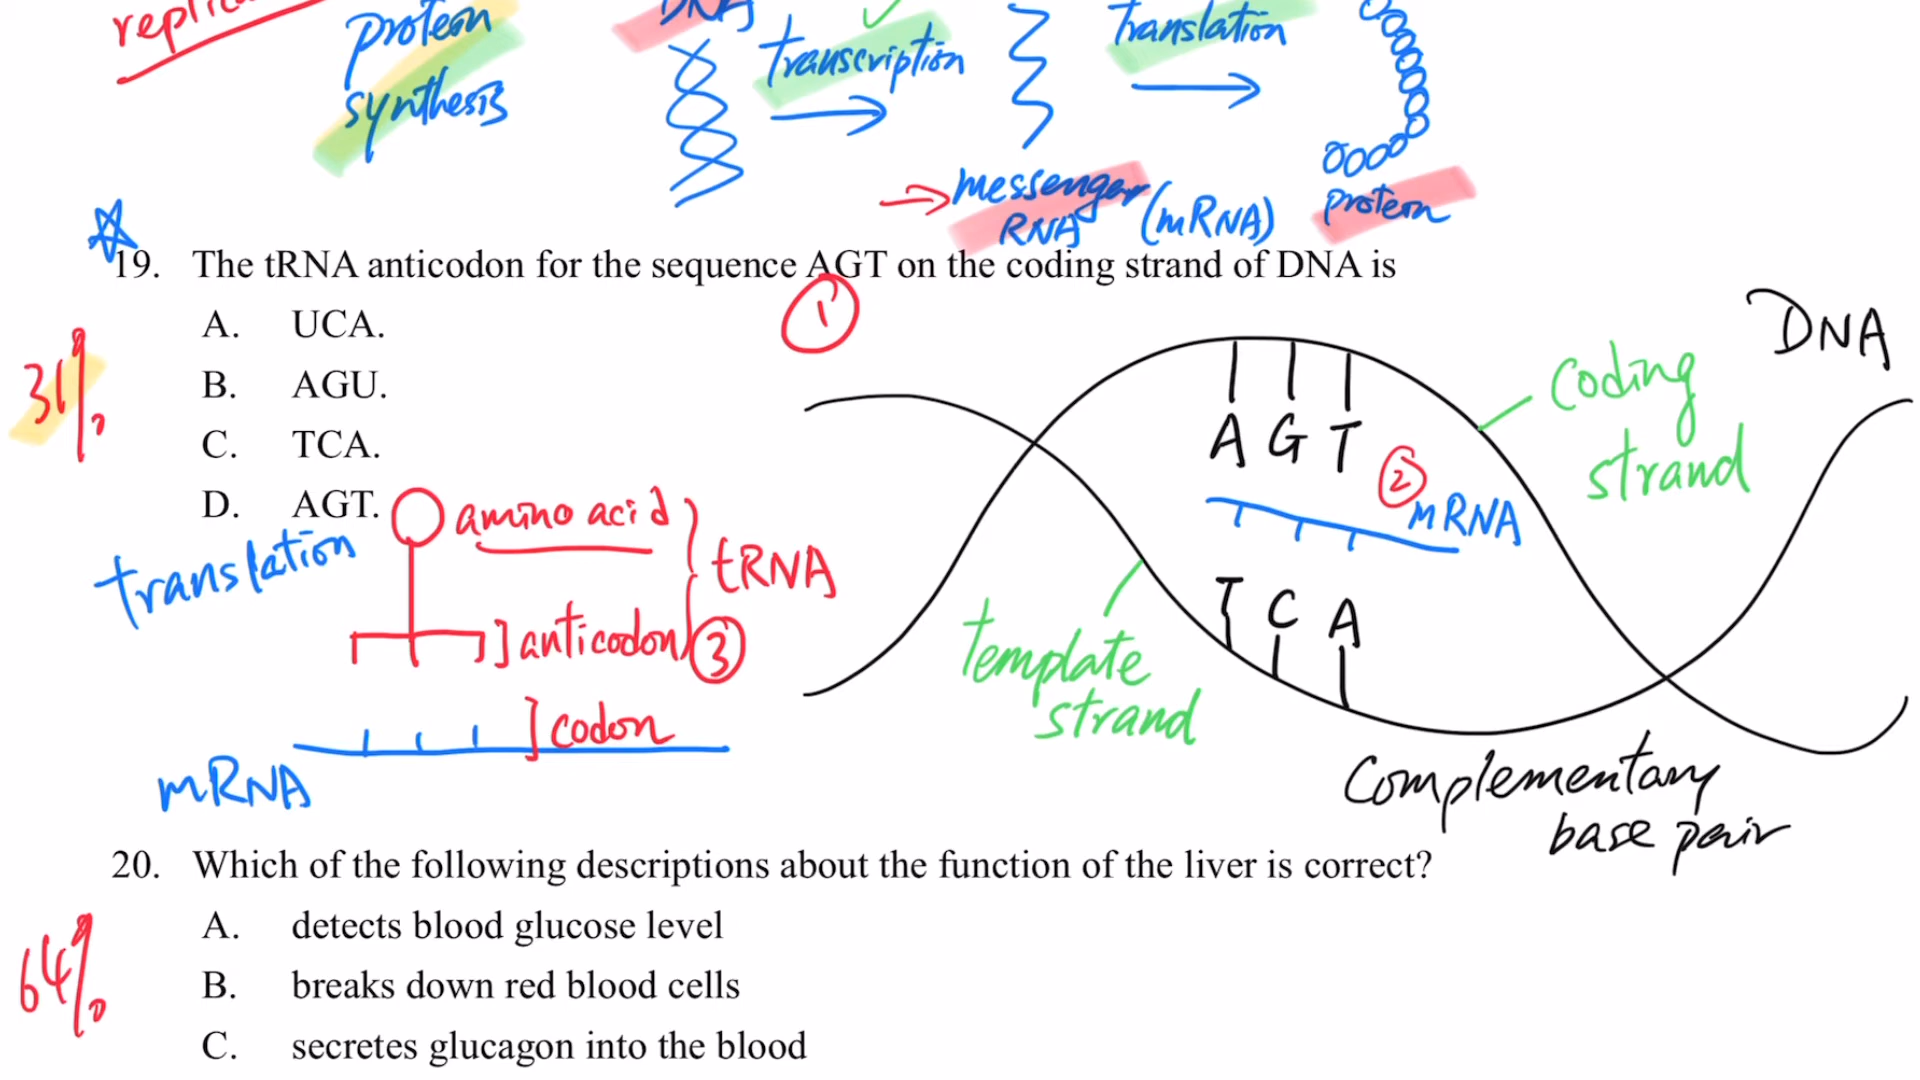 protein
synthesis
DNA
transcription
translation
messenger
RNA
(mRNA)
protein
19. The tRNA anticodon for the sequence AGT on the coding strand of DNA is
A. UCA.
B. AGU.
C. TCA.
D. AGT.
31%
1
DNA
coding
strand
A G T
2
mRNA
T C A
template
strand
complementary
base pair
translation
amino acid
tRNA
anticodon
3
codon
mRNA
20. Which of the following descriptions about the function of the liver is correct?
A. detects blood glucose level
B. breaks down red blood cells
C. secretes glucagon into the blood
64%